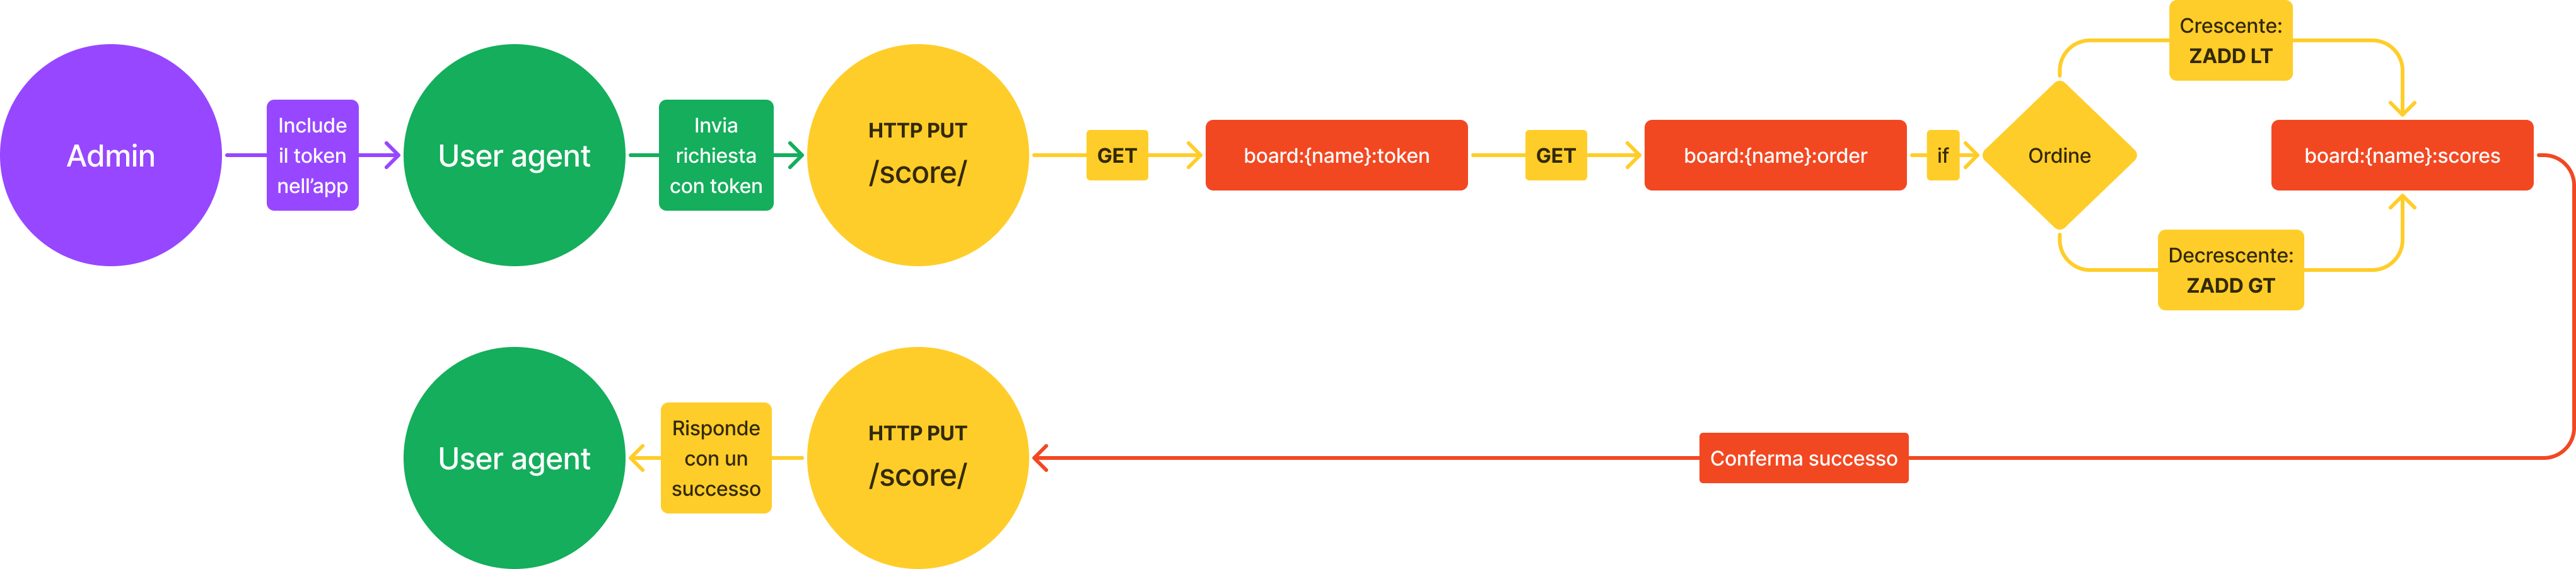 Admin
Include
il token
nell'app
User agent
Invia
richiesta
con token
HTTP PUT
/score/
GET
board:{name}:token
GET
board:{name}:order
if
Ordine
Crescente:
ZADD LT
Decrescente:
ZADD GT
board:{name}:scores
Conferma successo
HTTP PUT
/score/
Risponde
con un
successo
User agent